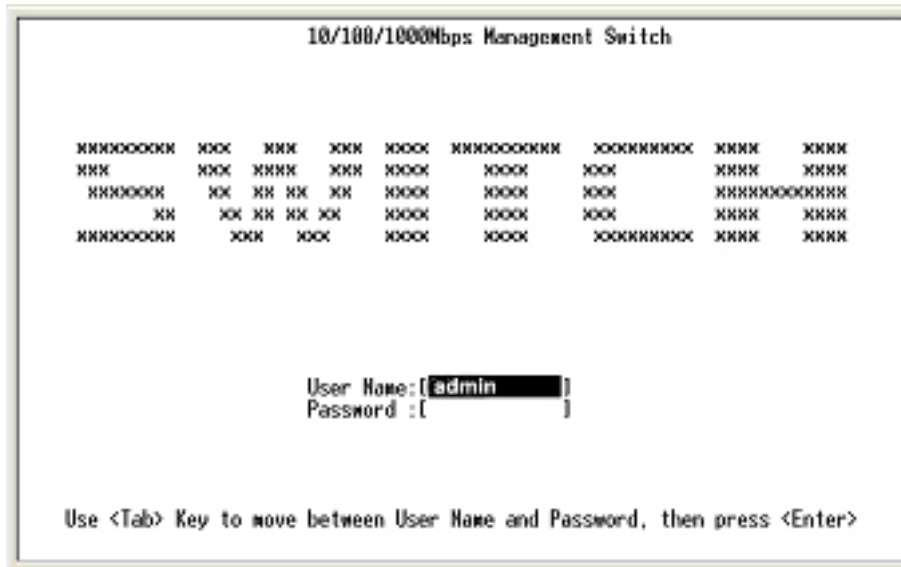 10/100/1000Mbps Management Switch
SWITCH
User Name:[admin ]
Password :[ ]
Use <Tab> Key to move between User Name and Password, then press <Enter>